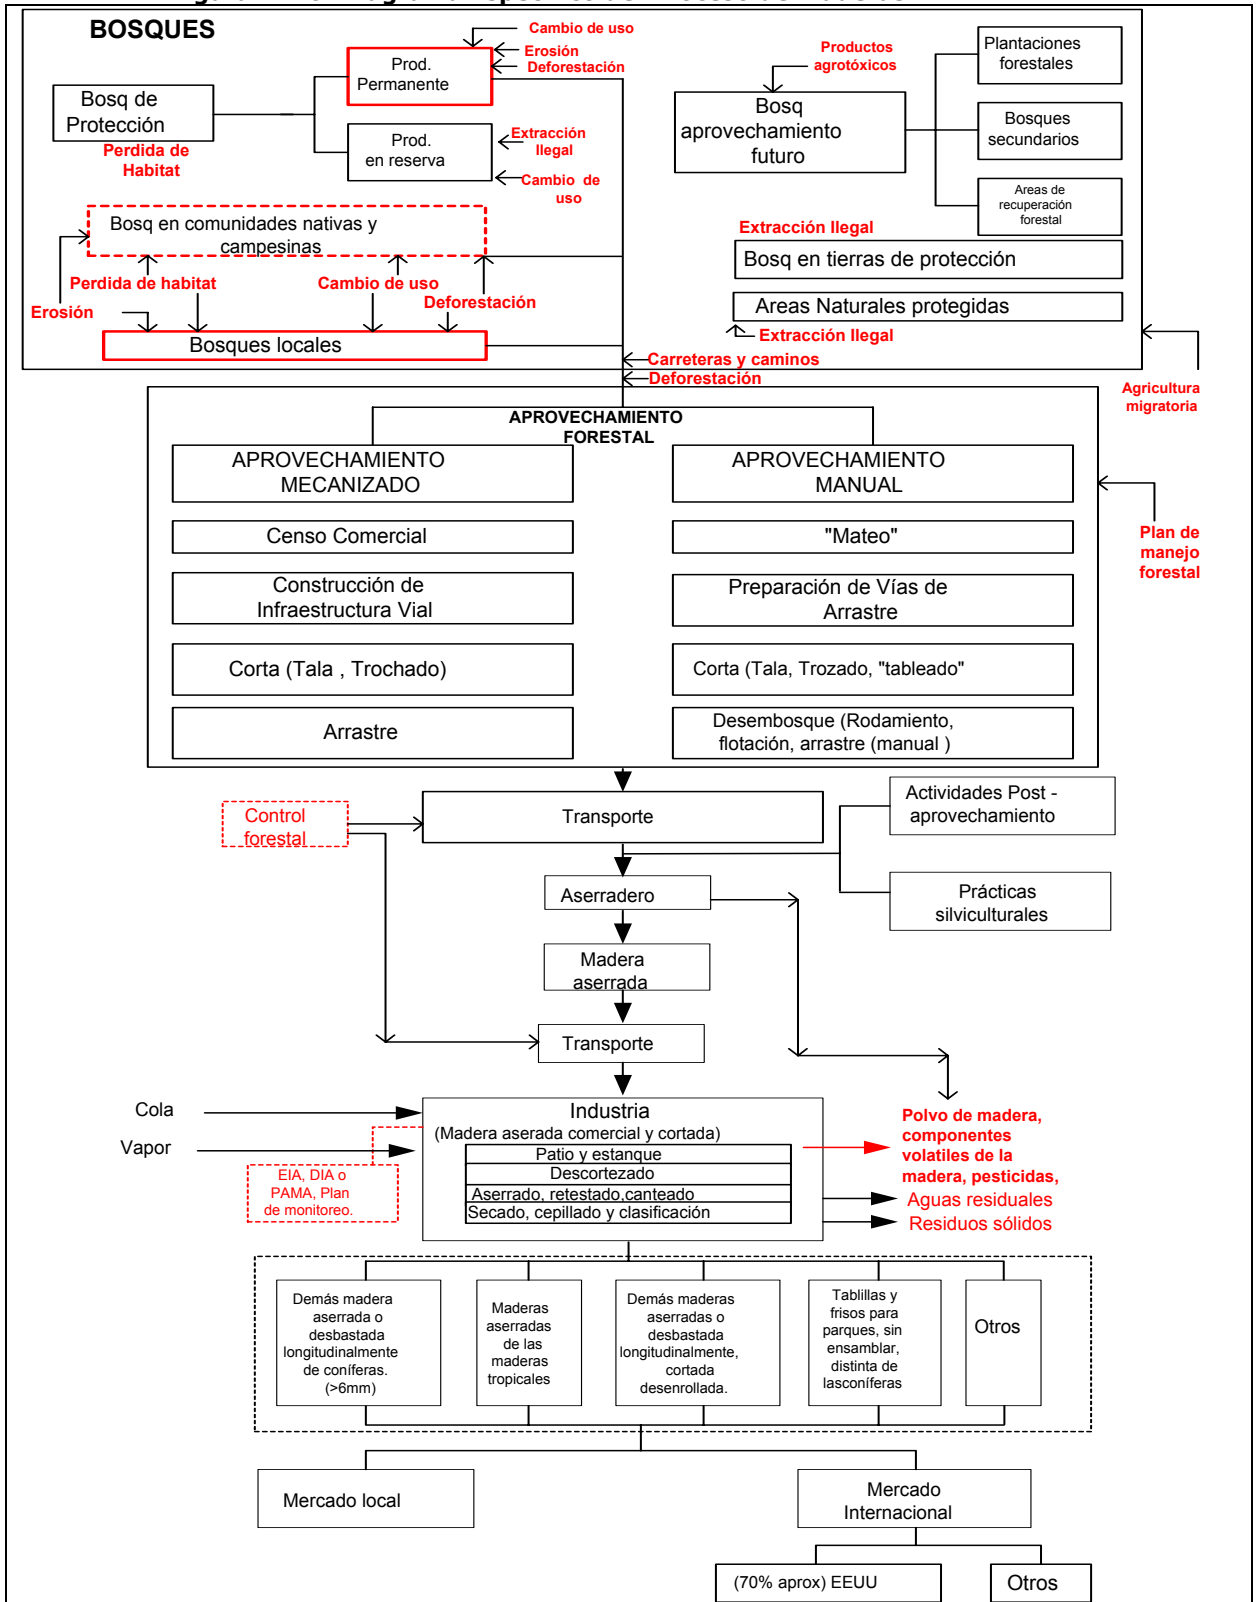 BOSQUES
Cambio de uso
Erosión
Deforestación
Prod.
Permanente
Bosq de
Protección
Perdida de
Habitat
Prod.
en reserva
Extracción
Ilegal
Cambio de
uso
Productos
agrotóxicos
Bosq
aprovechamiento
futuro
Plantaciones
forestales
Bosques
secundarios
Areas de
recuperación
forestal
Bosq en comunidades nativas y
campesinas
Perdida de habitat
Cambio de uso
Deforestación
Erosión
Bosques locales
Extracción Ilegal
Bosq en tierras de protección
Areas Naturales protegidas
Extracción Ilegal
Carreteras y caminos
Deforestación
Agricultura
migratoria
APROVECHAMIENTO
FORESTAL
APROVECHAMIENTO
MECANIZADO
APROVECHAMIENTO
MANUAL
Censo Comercial
"Mateo"
Construcción de
Infraestructura Vial
Preparación de Vías de
Arrastre
Corta (Tala , Trochado)
Corta (Tala, Trozado, "tableado"
Arrastre
Desembosque (Rodamiento,
flotación, arrastre (manual )
Plan de
manejo
forestal
Control
forestal
Transporte
Actividades Post -
aprovechamiento
Prácticas
silviculturales
Aserradero
Madera
aserrada
Transporte
Cola
Vapor
EIA, DIA o
PAMA, Plan
de monitoreo.
Industria
(Madera aserada comercial y cortada)
Patio y estanque
Descortezado
Aserrado, retestado,canteado
Secado, cepillado y clasificación
Polvo de madera,
componentes
volatiles de la
madera, pesticidas,
Aguas residuales
Residuos sólidos
Demás madera
aserrada o
desbastada
longitudinalmente
de coníferas.
(>6mm)
Maderas
aserradas
de las
maderas
tropicales
Demás maderas
aserradas o
desbastada
longitudinalmente,
cortada
desenrollada.
Tablillas y
frisos para
parques, sin
ensamblar,
distinta de
lasconíferas
Otros
Mercado local
Mercado
Internacional
(70% aprox) EEUU
Otros